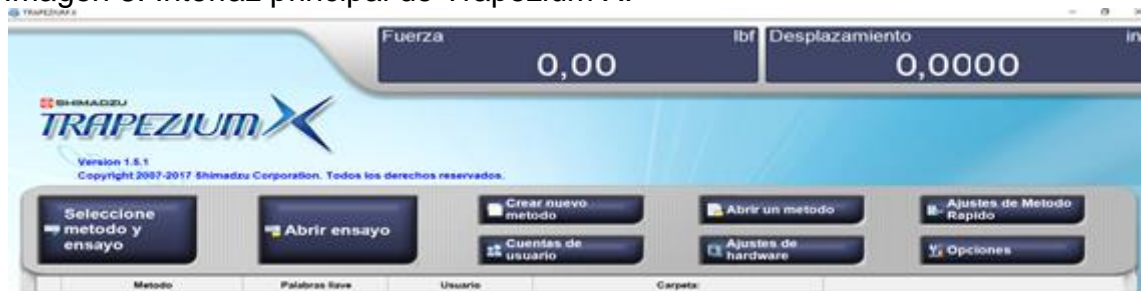 Imagen 3. Interfaz principal de Trapezium X.
TRAPEZIUM X
Fuerza lbf Desplazamiento in
0,00 0,0000
SHIMADZU
TRAPEZIUM X
Version 1.5.1
Copyright 2007-2017 Shimadzu Corporation. Todos los derechos reservados.
Seleccione metodo y ensayo
Abrir ensayo
Crear nuevo metodo
Abrir un metodo
Ajustes de Metodo Rapido
Cuentas de usuario
Ajustes de hardware
Opciones
Metodo Palabras llave Usuario Carpeta: